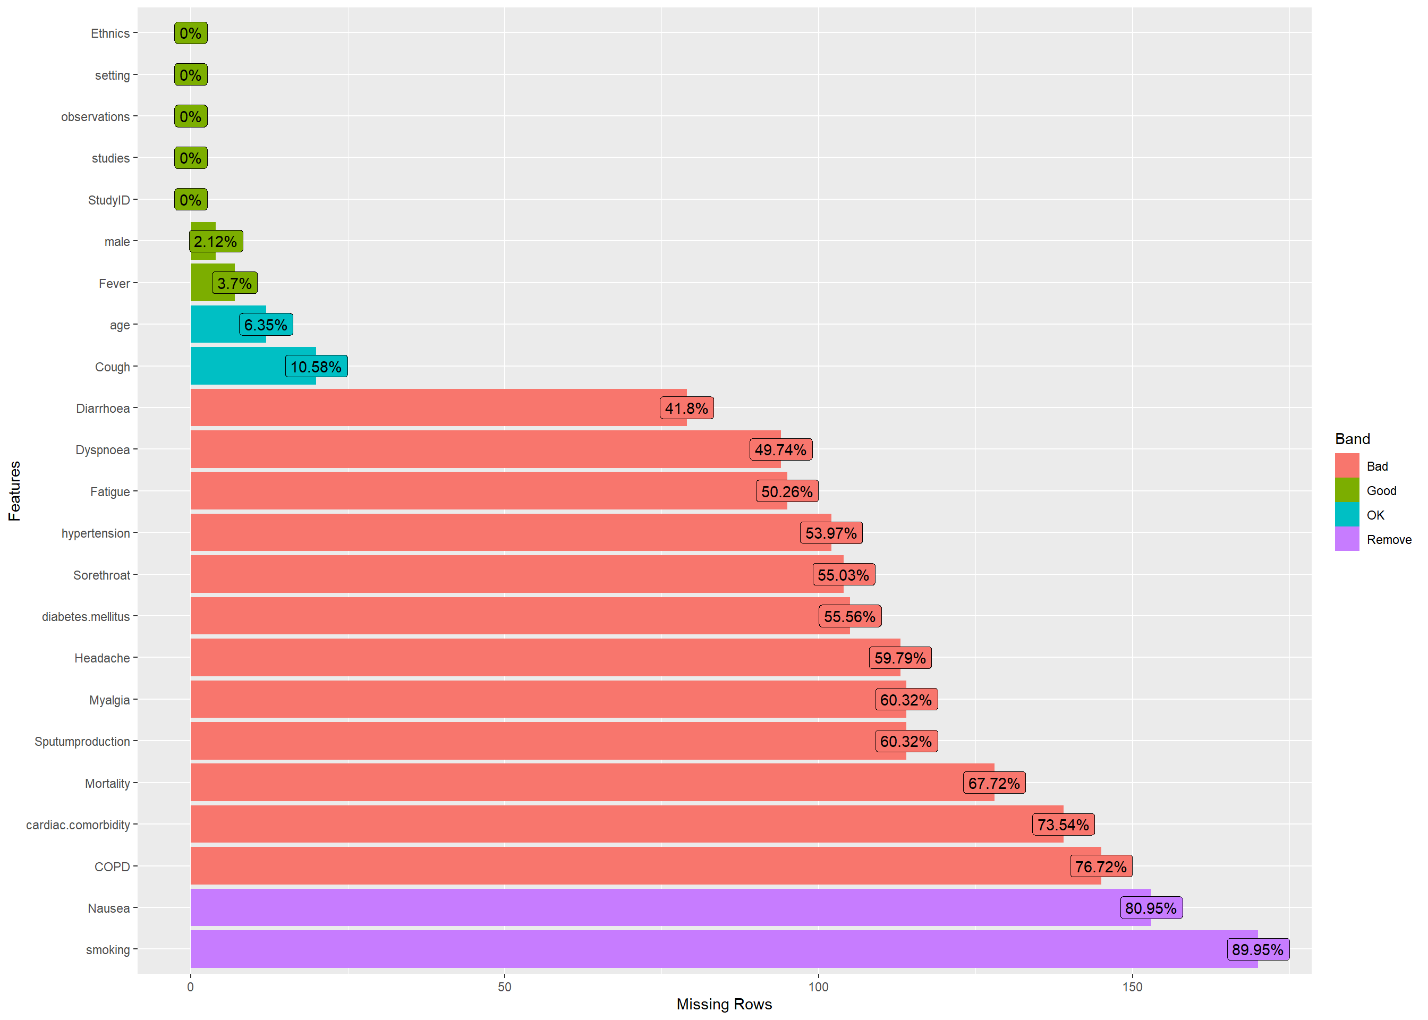 Ethnics
0%
setting
0%
observations
0%
studies
0%
StudyID
0%
male
2.12%
Fever
3.7%
age
6.35%
Cough
10.58%
Diarrhoea
41.8%
Dyspnoea
49.74%
Fatigue
50.26%
hypertension
53.97%
Sorethroat
55.03%
diabetes.mellitus
55.56%
Headache
59.79%
Myalgia
60.32%
Sputumproduction
60.32%
Mortality
67.72%
cardiac.comorbidity
73.54%
COPD
76.72%
Nausea
80.95%
smoking
89.95%
0
50
100
150
Missing Rows
Features
Band
Bad
Good
OK
Remove